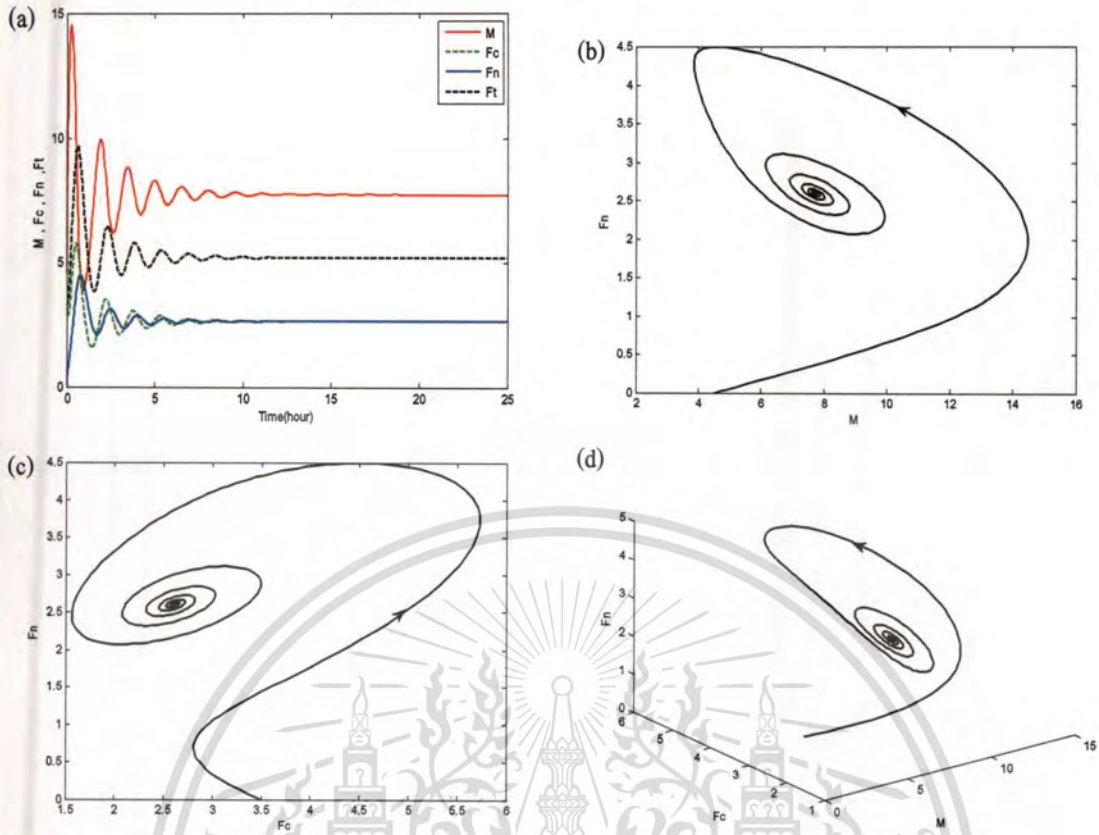 (a)
15
10
5
0
M , Fc , Fn , Ft
0 5 10 15 20 25
Time(hour)
M
Fc
Fn
Ft
(b)
4.5
4
3.5
3
2.5
2
1.5
1
0.5
0
Fn
2 4 6 8 10 12 14 16
M
(c)
4.5
4
3.5
3
2.5
2
1.5
1
0.5
0
Fn
1.5 2 2.5 3 3.5 4 4.5 5 5.5 6
Fc
(d)
5
4
3
2
1
0
Fn
6 5 4 3 2 1
Fc
0 5 10 15
M